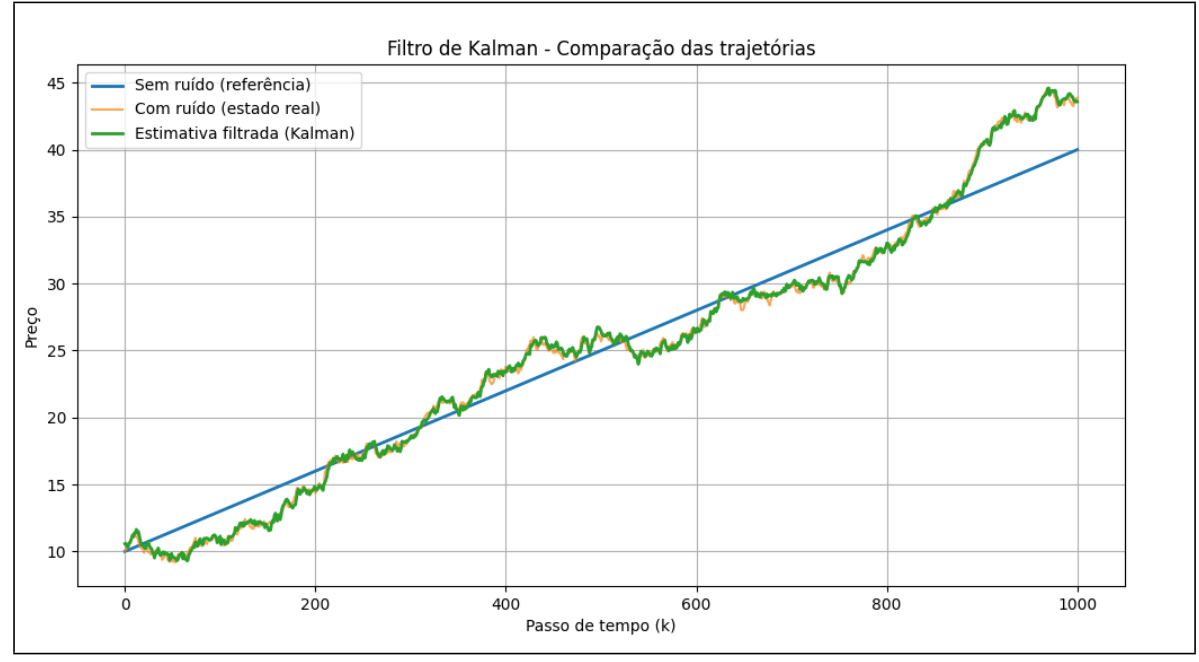 Filtro de Kalman - Comparação das trajetórias
Sem ruído (referência)
Com ruído (estado real)
Estimativa filtrada (Kalman)
45
40
35
30
25
20
15
10
Preço
0 200 400 600 800 1000
Passo de tempo (k)